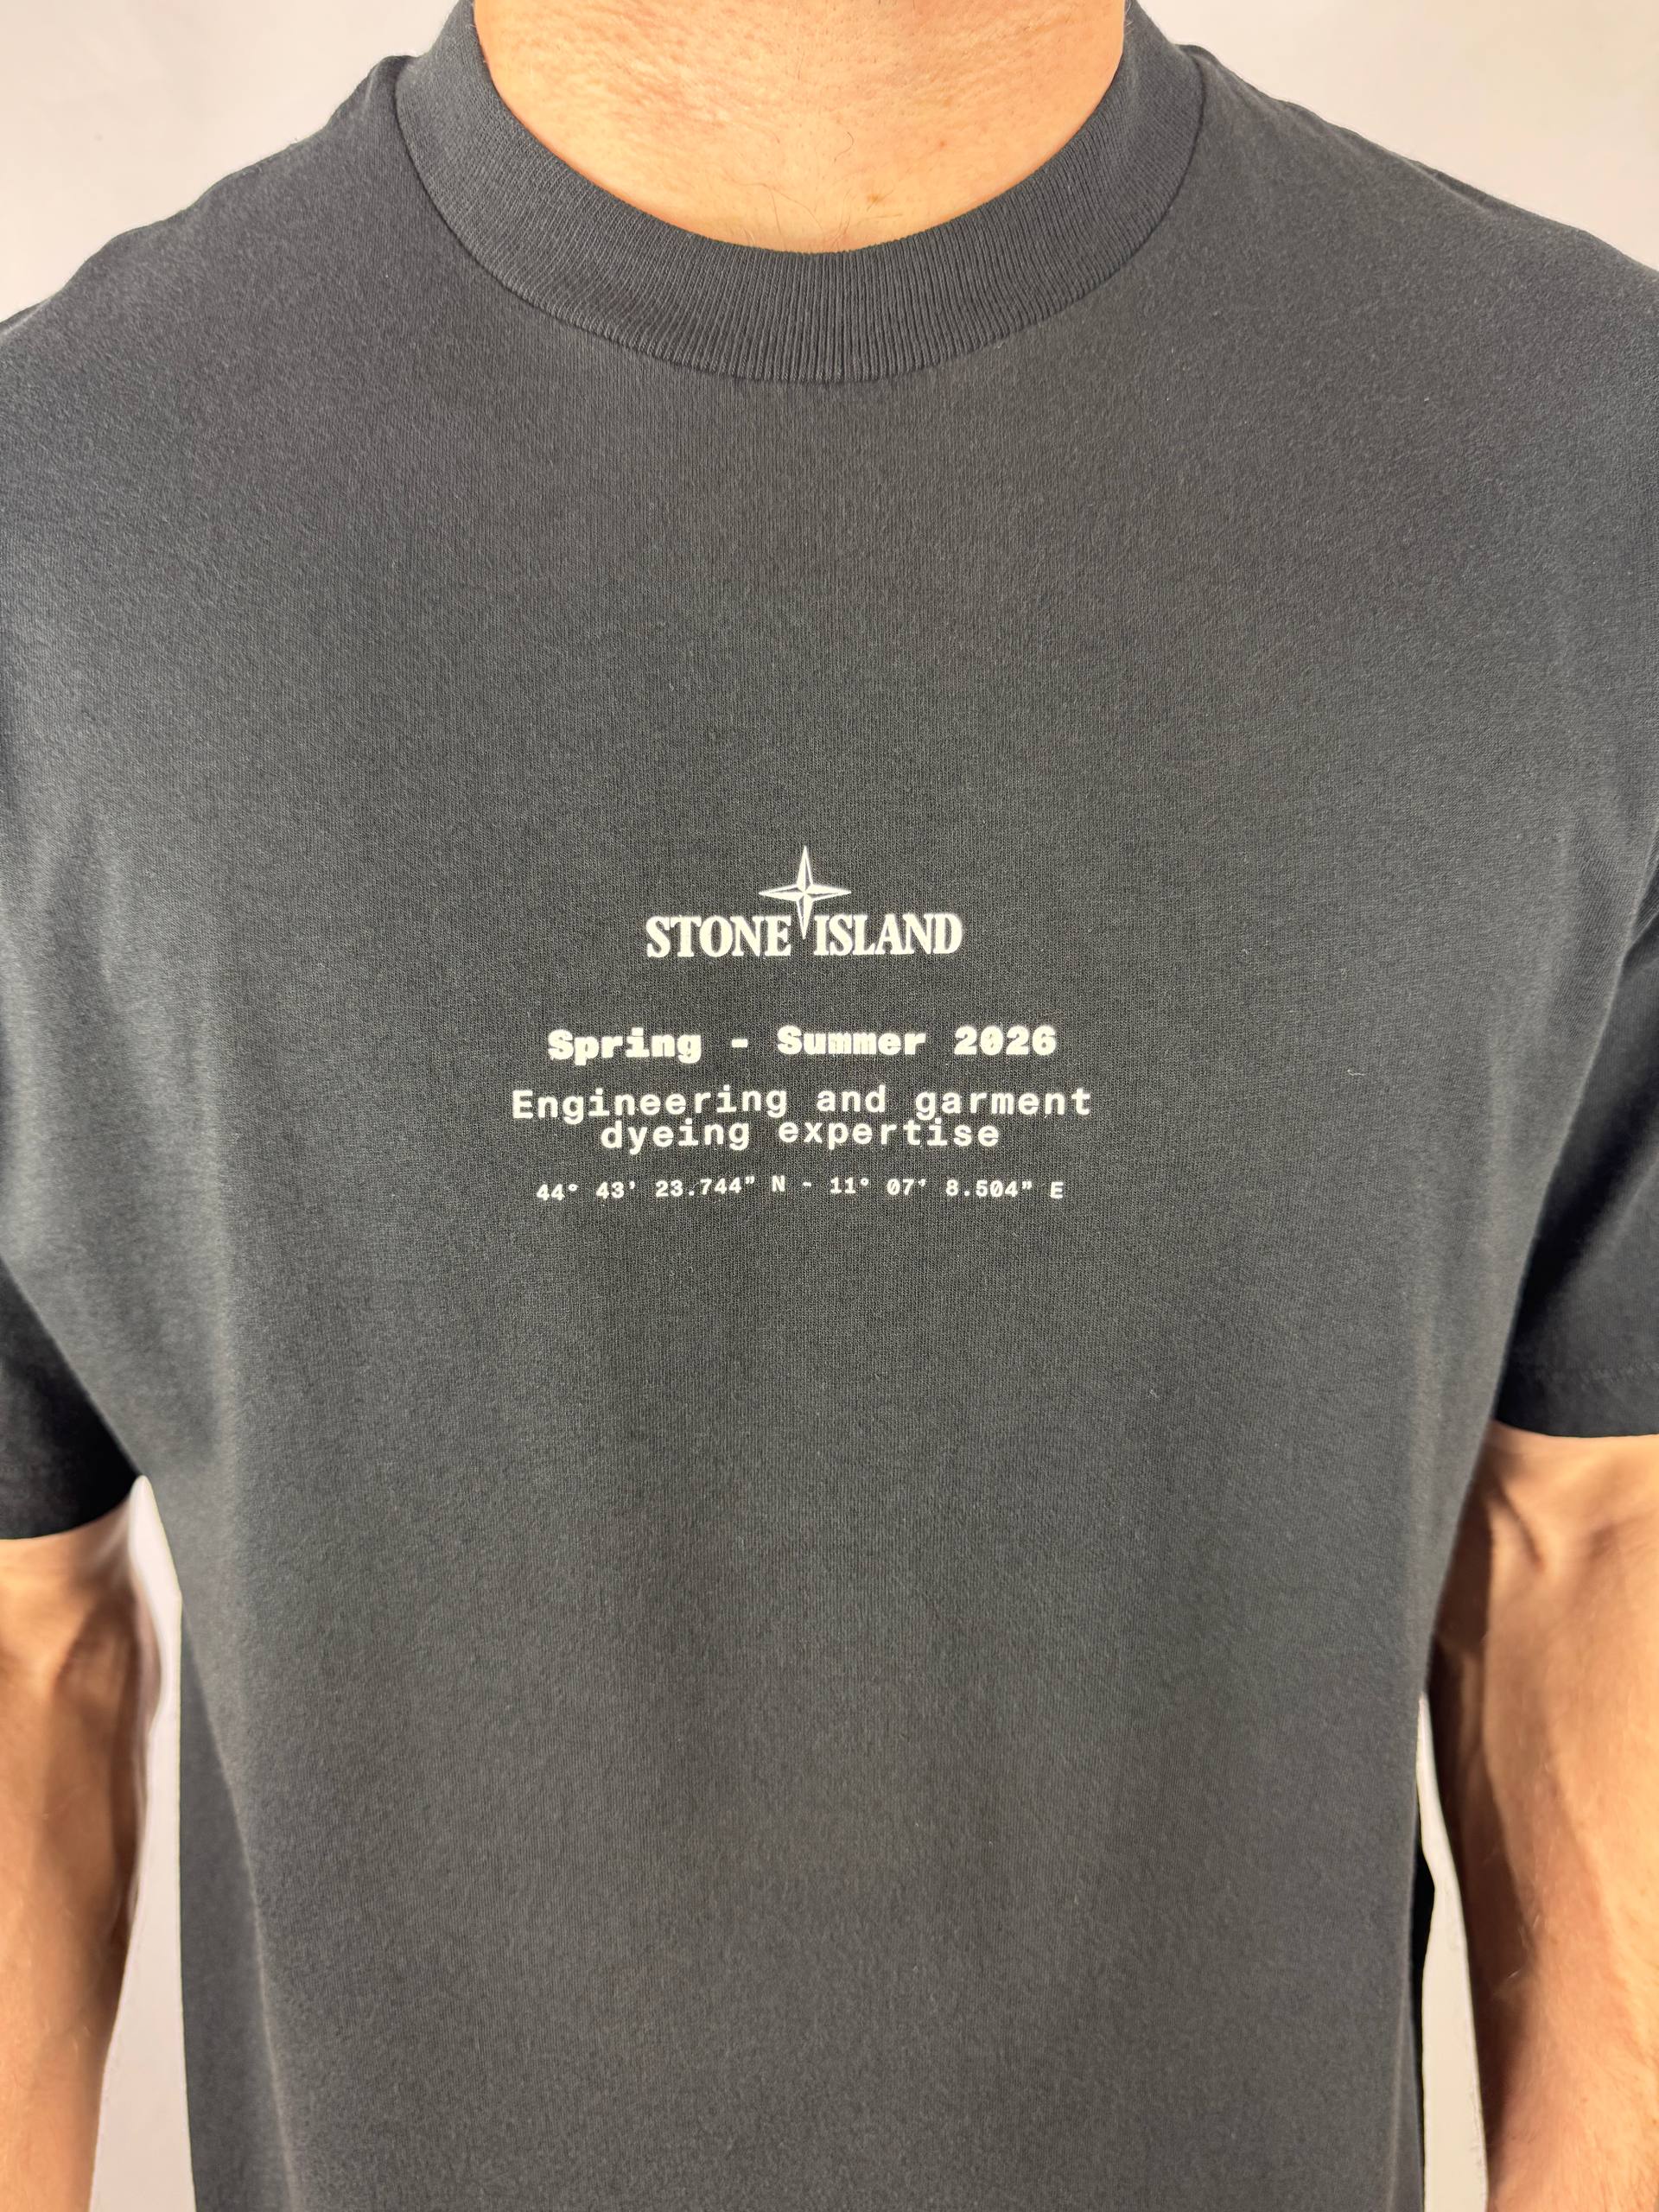 STONE ISLAND
Spring - Summer 2026
Engineering and garment
dyeing expertise
44° 43' 23.744" N - 11° 07' 8.504" E